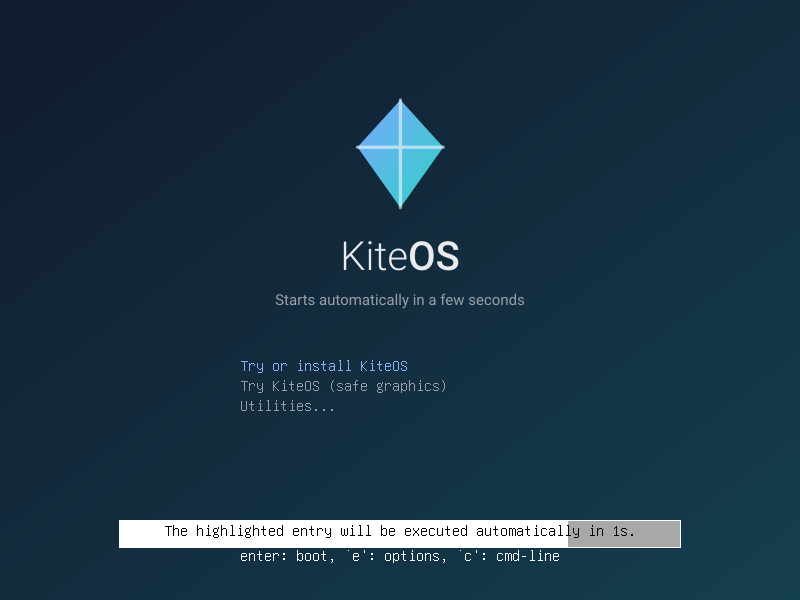 KiteOS
Starts automatically in a few seconds
Try or install KiteOS
Try KiteOS (safe graphics)
Utilities...
The highlighted entry will be executed automatically in 1s.
enter: boot, `e': options, `c': cmd-line